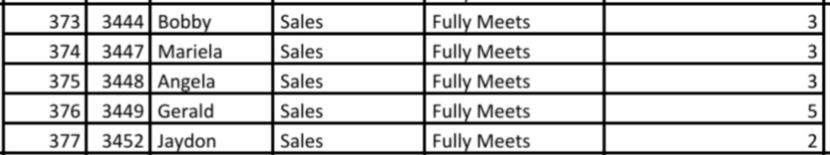 373 3444 Bobby Sales Fully Meets 3
374 3447 Mariela Sales Fully Meets 3
375 3448 Angela Sales Fully Meets 3
376 3449 Gerald Sales Fully Meets 5
377 3452 Jaydon Sales Fully Meets 2